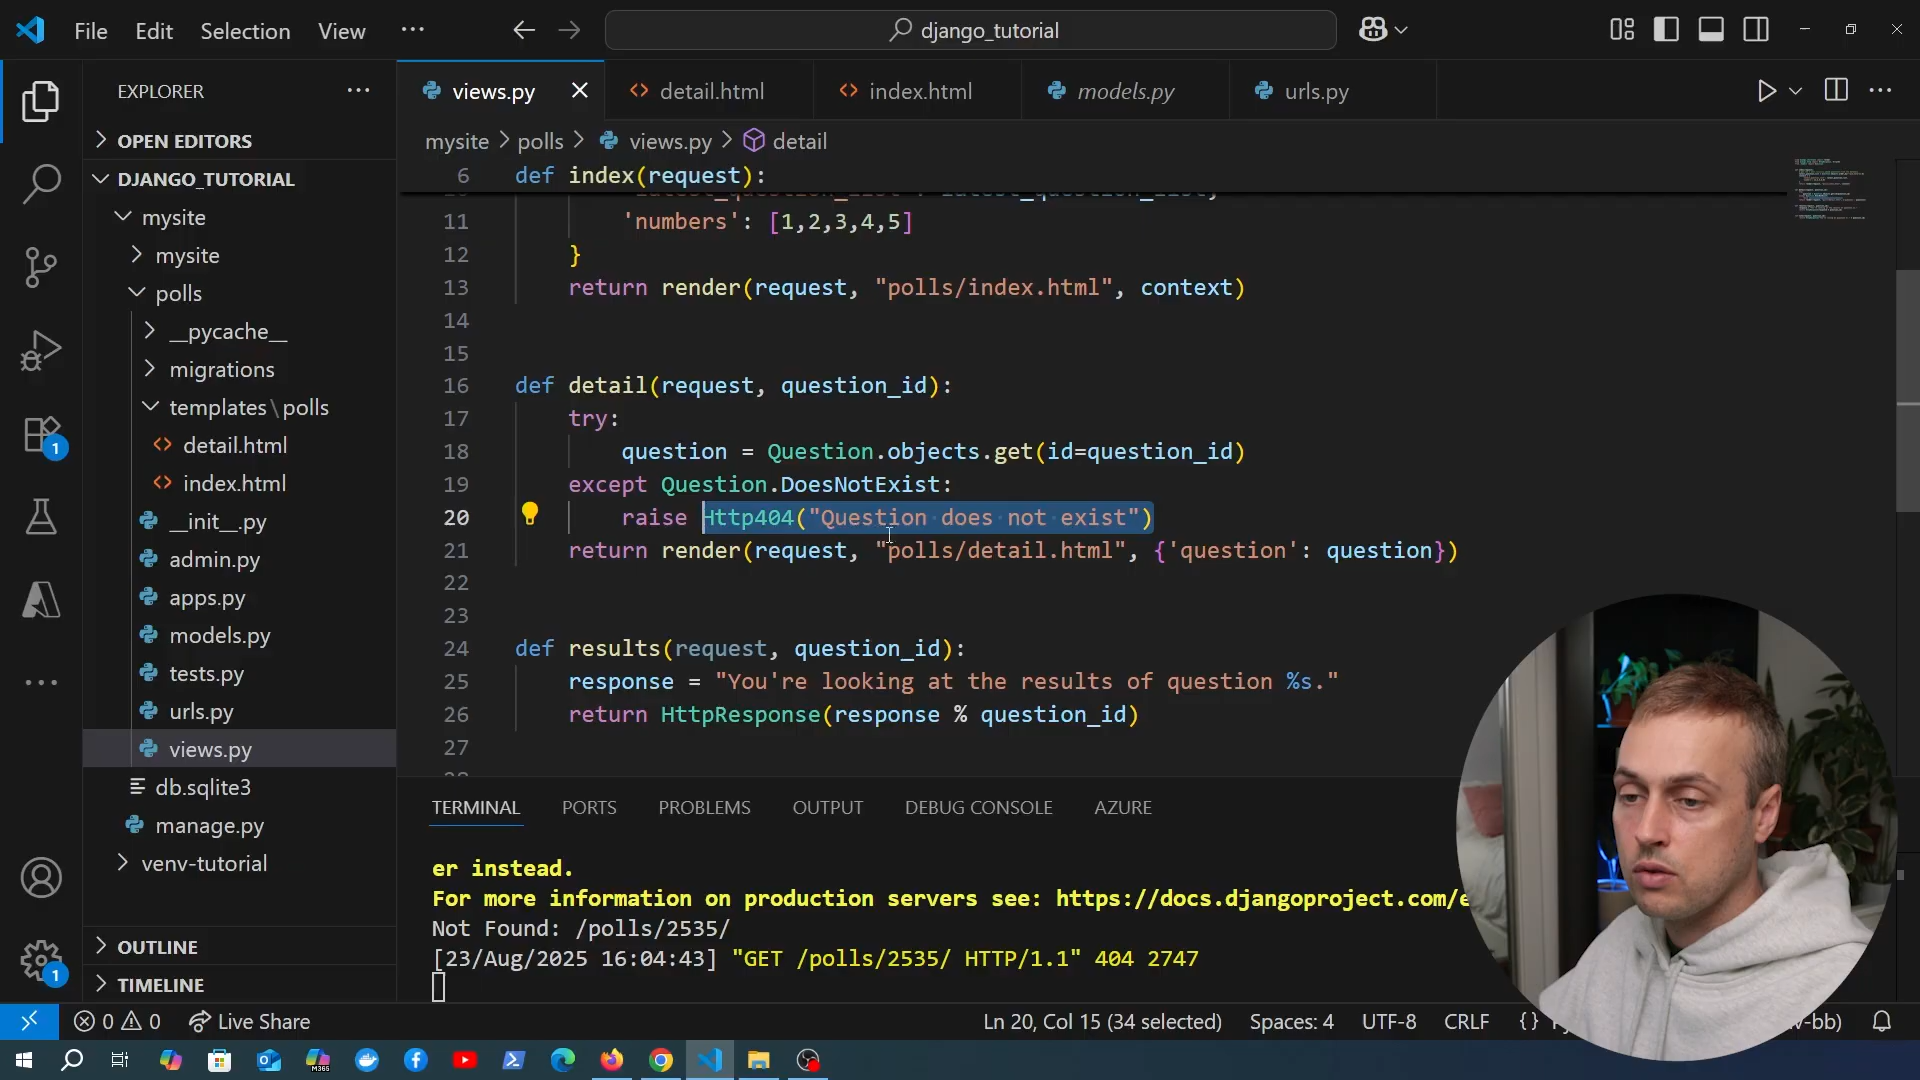 File Edit Selection View ...
django_tutorial
EXPLORER
OPEN EDITORS
DJANGO_TUTORIAL
mysite
mysite
polls
__pycache__
migrations
templates\polls
detail.html
index.html
__init__.py
admin.py
apps.py
models.py
tests.py
urls.py
views.py
db.sqlite3
manage.py
venv-tutorial
OUTLINE
TIMELINE
1
1
views.py detail.html index.html models.py urls.py
mysite > polls > views.py > detail
6 def index(request):
11 'numbers': [1,2,3,4,5]
12 }
13 return render(request, "polls/index.html", context)
14
15
16 def detail(request, question_id):
17 try:
18 question = Question.objects.get(id=question_id)
19 except Question.DoesNotExist:
20 raise Http404("Question does not exist")
21 return render(request, "polls/detail.html", {'question': question})
22
23
24 def results(request, question_id):
25 response = "You're looking at the results of question %s."
26 return HttpResponse(response % question_id)
27
TERMINAL PORTS PROBLEMS OUTPUT DEBUG CONSOLE AZURE
er instead.
For more information on production servers see: https://docs.djangoproject.com/e
Not Found: /polls/2535/
[23/Aug/2025 16:04:43] "GET /polls/2535/ HTTP/1.1" 404 2747
0 0 Live Share Ln 20, Col 15 (34 selected) Spaces: 4 UTF-8 CRLF {}
M365